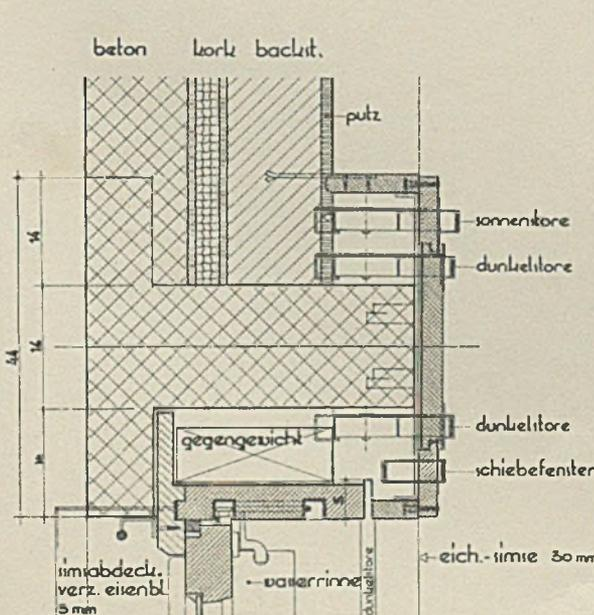 beton kork backst.
putz
sonnenstore
14
dunkelstore
44
14
dunkelstore
gegengewicht
schiebefenster
5
eich.-simse 30 mm
simsabdeck.
verz. eisenbl.
5 mm
wasserrinne
dunkelstore